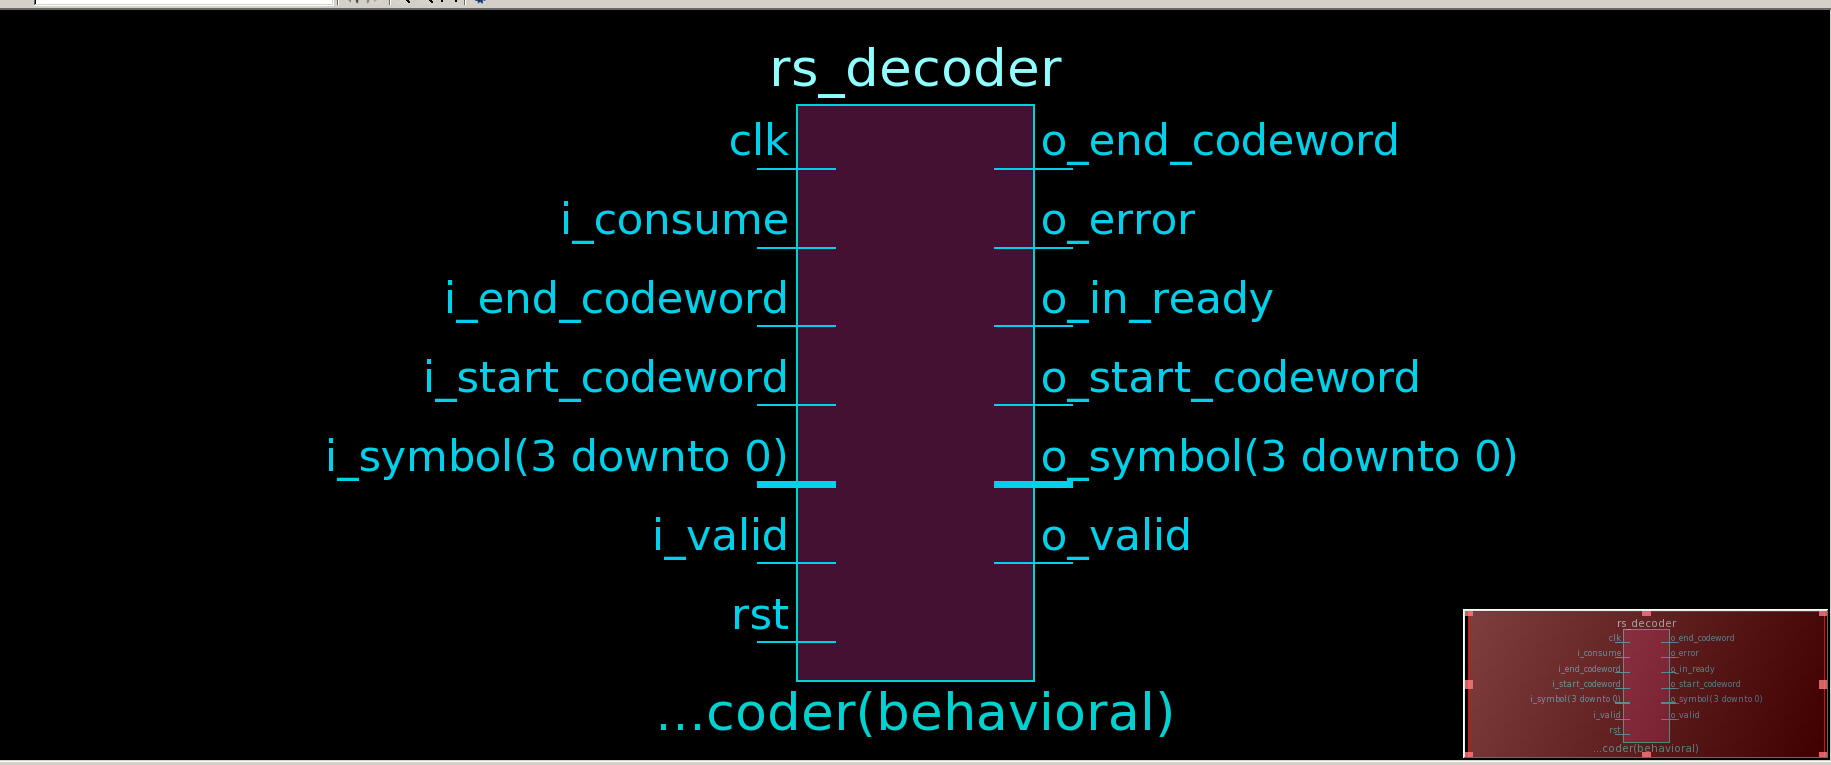 rs_decoder
clk
o_end_codeword
i_consume
o_error
i_end_codeword
o_in_ready
i_start_codeword
o_start_codeword
i_symbol(3 downto 0)
o_symbol(3 downto 0)
i_valid
o_valid
rst
...coder(behavioral)
rs_decoder
clk
o_end_codeword
i_consume
o_error
i_end_codeword
o_in_ready
i_start_codeword
o_start_codeword
i_symbol(3 downto 0)
o_symbol(3 downto 0)
i_valid
o_valid
rst
...coder(behavioral)